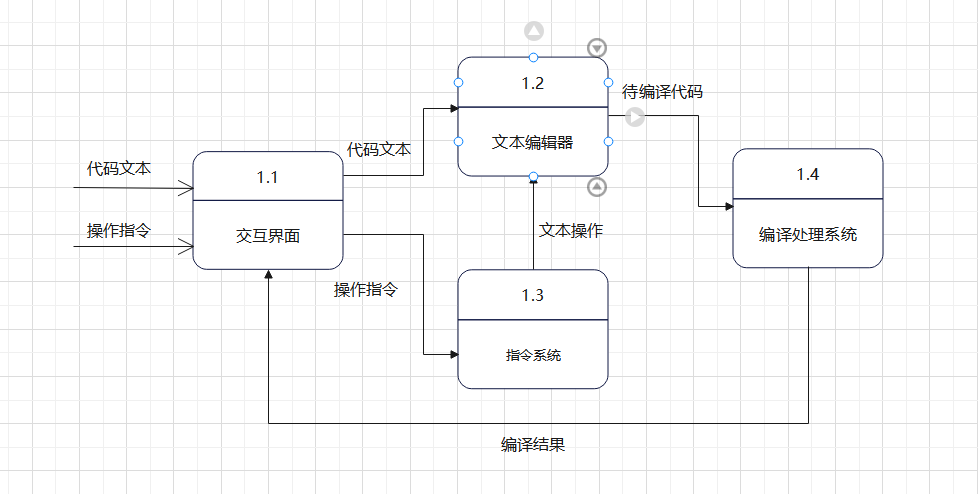 1.2
待编译代码
文本编辑器
代码文本
代码文本
1.1
1.4
操作指令
交互界面
文本操作
编译处理系统
操作指令
1.3
指令系统
编译结果